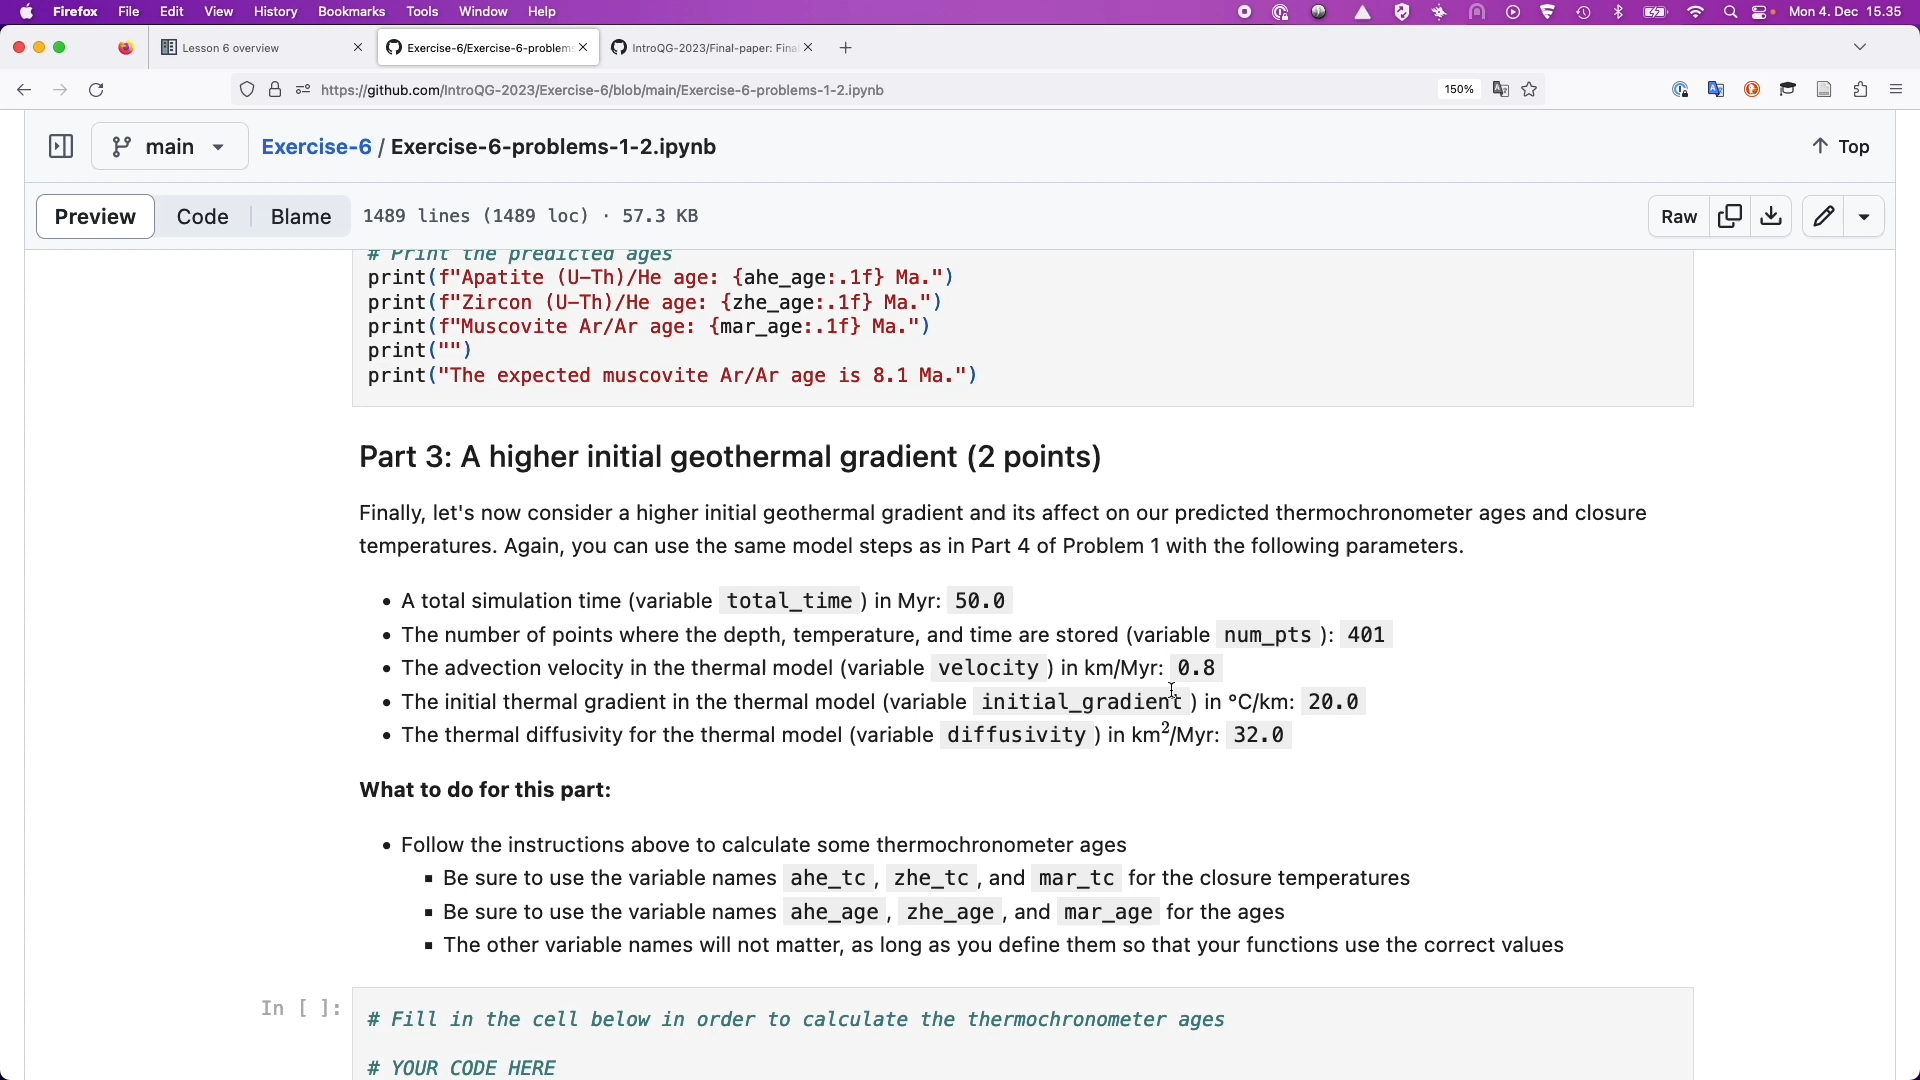 Firefox File Edit View History Bookmarks Tools Window Help Mon 4. Dec 15.35
Lesson 6 overview Exercise-6/Exercise-6-problem IntroQG-2023/Final-paper: Fina
https://github.com/IntroQG-2023/Exercise-6/blob/main/Exercise-6-problems-1-2.ipynb 150%
main Exercise-6 / Exercise-6-problems-1-2.ipynb Top
Preview Code Blame 1489 lines (1489 loc) · 57.3 KB Raw
# Print the predicted ages
print(f"Apatite (U-Th)/He age: {ahe_age:.1f} Ma.")
print(f"Zircon (U-Th)/He age: {zhe_age:.1f} Ma.")
print(f"Muscovite Ar/Ar age: {mar_age:.1f} Ma.")
print("")
print("The expected muscovite Ar/Ar age is 8.1 Ma.")
Part 3: A higher initial geothermal gradient (2 points)
Finally, let's now consider a higher initial geothermal gradient and its affect on our predicted thermochronometer ages and closure
temperatures. Again, you can use the same model steps as in Part 4 of Problem 1 with the following parameters.
• A total simulation time (variable total_time ) in Myr: 50.0
• The number of points where the depth, temperature, and time are stored (variable num_pts ): 401
• The advection velocity in the thermal model (variable velocity ) in km/Myr: 0.8
• The initial thermal gradient in the thermal model (variable initial_gradient ) in °C/km: 20.0
• The thermal diffusivity for the thermal model (variable diffusivity ) in km²/Myr: 32.0
What to do for this part:
• Follow the instructions above to calculate some thermochronometer ages
▪ Be sure to use the variable names ahe_tc , zhe_tc , and mar_tc for the closure temperatures
▪ Be sure to use the variable names ahe_age , zhe_age , and mar_age for the ages
▪ The other variable names will not matter, as long as you define them so that your functions use the correct values
In [ ]:
# Fill in the cell below in order to calculate the thermochronometer ages
# YOUR CODE HERE